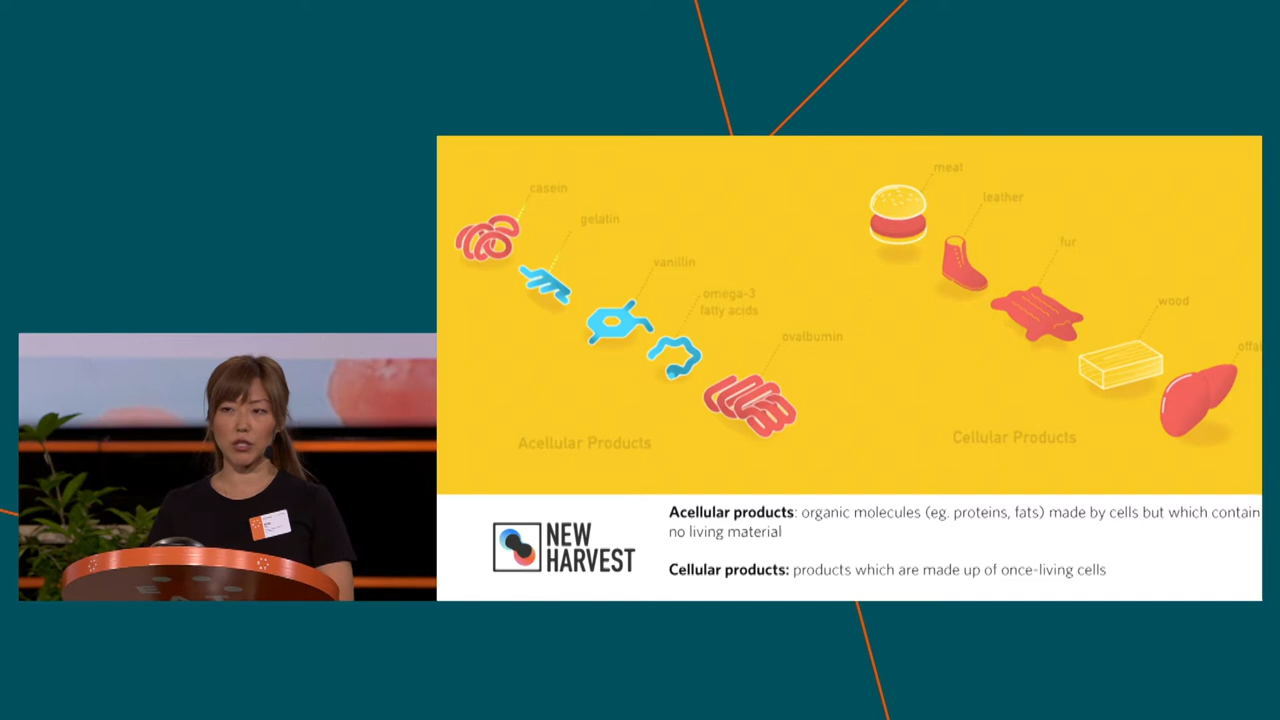 casein
gelatin
vanillin
omega-3
fatty acids
ovalbumin
Acellular Products
meat
leather
fur
wood
offal
Cellular Products
NEW
HARVEST
Acellular products: organic molecules (eg. proteins, fats) made by cells but which contain
no living material
Cellular products: products which are made up of once-living cells
E A T